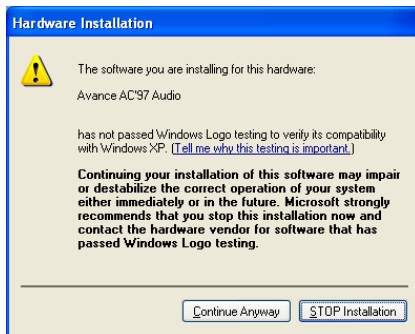 Hardware Installation
The software you are installing for this hardware:
Avance AC'97 Audio
has not passed Windows Logo testing to verify its compatibility
with Windows XP. (Tell me why this testing is important.)
Continuing your installation of this software may impair
or destabilize the correct operation of your system
either immediately or in the future. Microsoft strongly
recommends that you stop this installation now and
contact the hardware vendor for software that has
passed Windows Logo testing.
Continue Anyway
STOP Installation